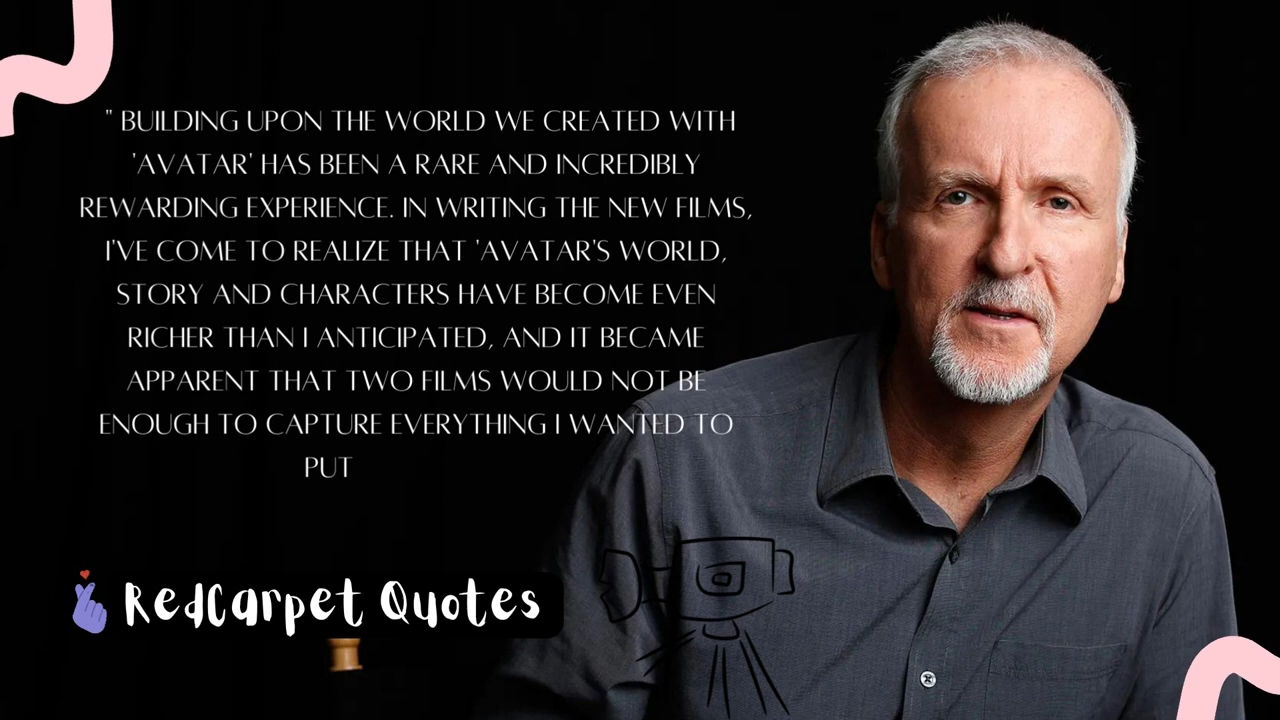 " BUILDING UPON THE WORLD WE CREATED WITH
'AVATAR' HAS BEEN A RARE AND INCREDIBLY
REWARDING EXPERIENCE. IN WRITING THE NEW FILMS,
I'VE COME TO REALIZE THAT 'AVATAR'S WORLD,
STORY AND CHARACTERS HAVE BECOME EVEN
RICHER THAN I ANTICIPATED, AND IT BECAME
APPARENT THAT TWO FILMS WOULD NOT BE
ENOUGH TO CAPTURE EVERYTHING I WANTED TO
PUT
RedCarpet Quotes